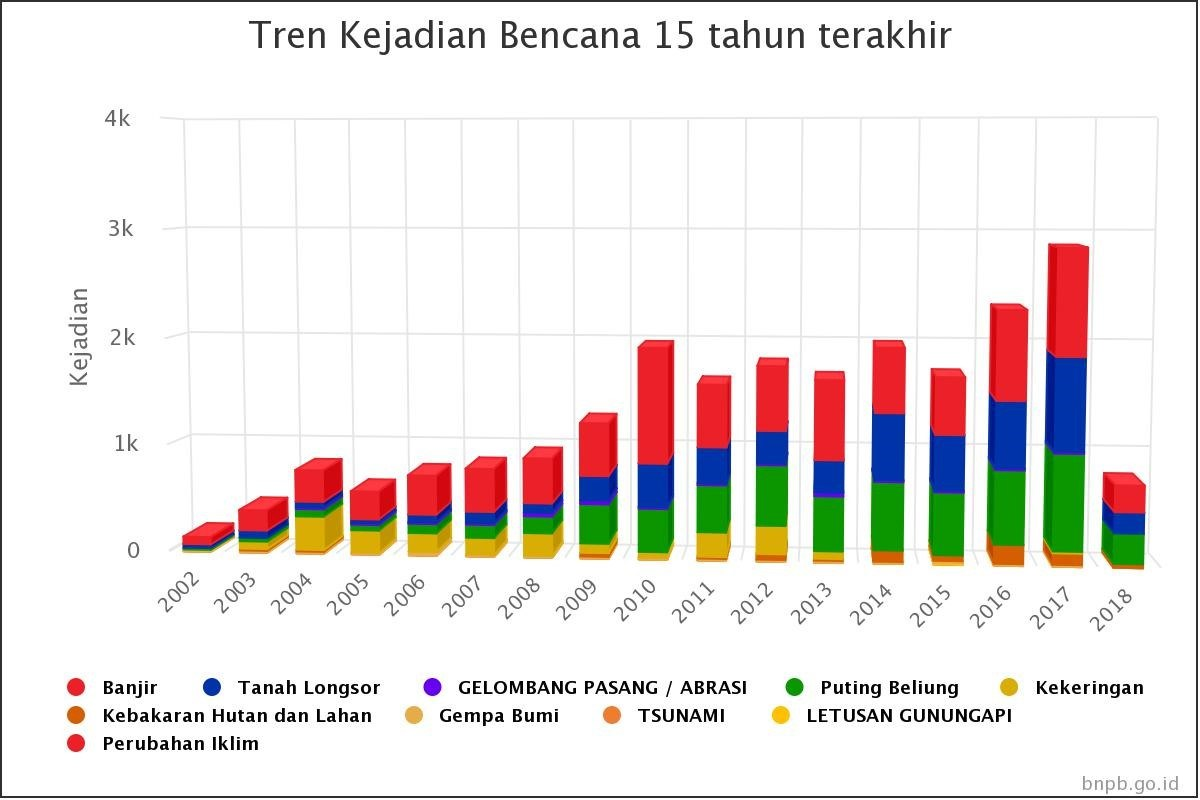 Tren Kejadian Bencana 15 tahun terakhir
4k
3k
2k
1k
0
Kejadian
2002 2003 2004 2005 2006 2007 2008 2009 2010 2011 2012 2013 2014 2015 2016 2017 2018
Banjir Tanah Longsor GELOMBANG PASANG / ABRASI Puting Beliung Kekeringan
Kebakaran Hutan dan Lahan Gempa Bumi TSUNAMI LETUSAN GUNUNGAPI
Perubahan Iklim
bnpb.go.id